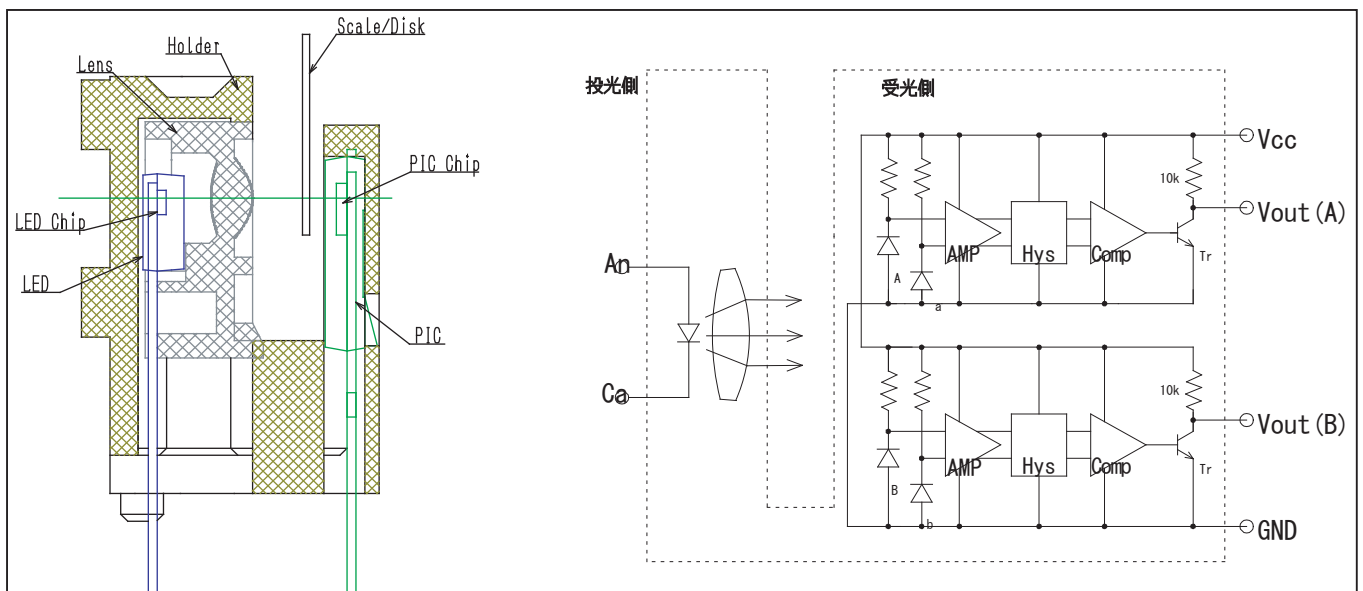 Scale/Disk
Holder
Lens
PIC Chip
LED Chip
LED
PIC
投光側
受光側
An
Ca
Vcc
10k
Vout(A)
AMP
Hys
Comp
Tr
A
a
10k
Vout(B)
AMP
Hys
Comp
Tr
B
b
GND